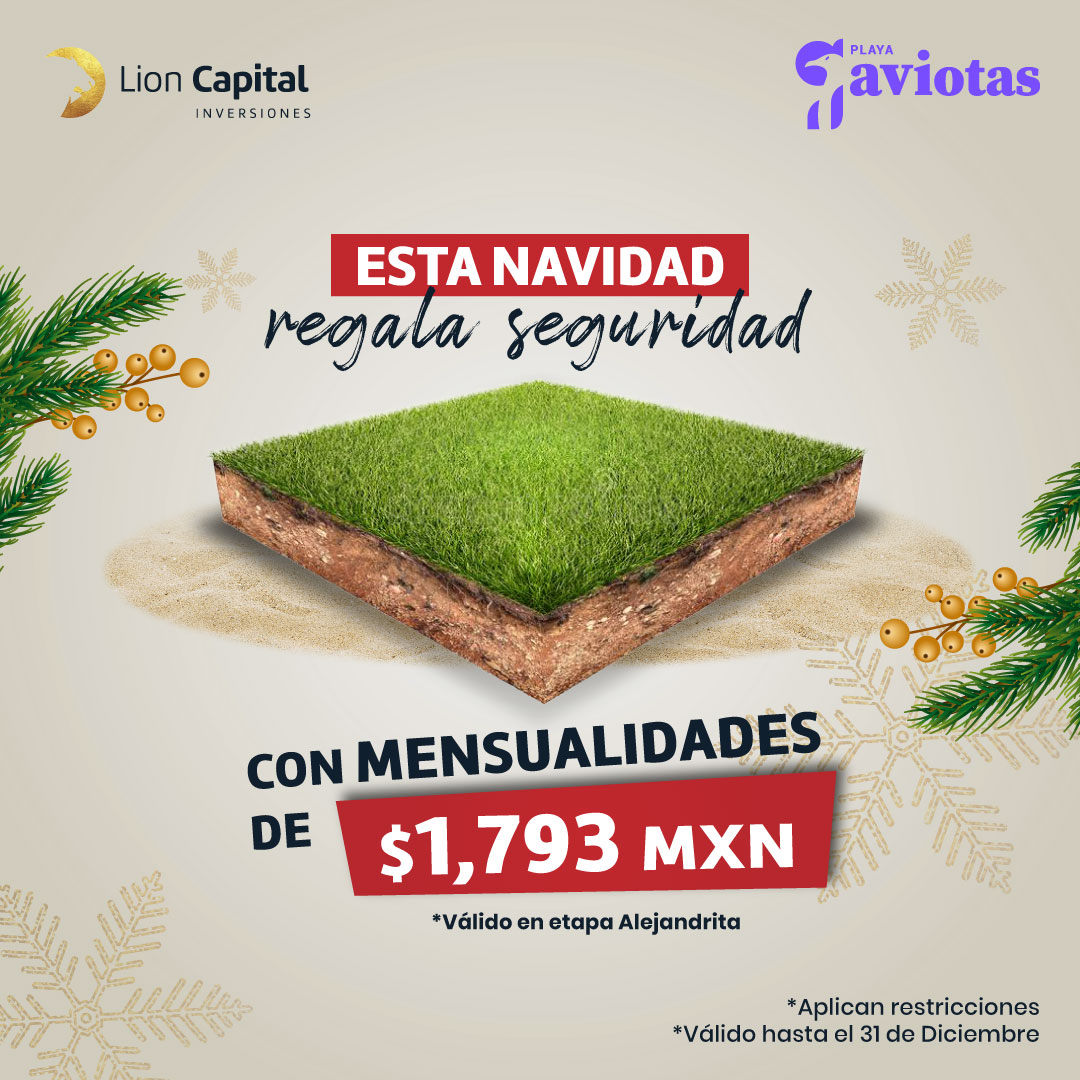 Lion Capital
INVERSIONES
PLAYA
Gaviotas
ESTA NAVIDAD
regala seguridad
CON MENSUALIDADES
DE $1,793 MXN
*Válido en etapa Alejandrita
*Aplican restricciones
*Válido hasta el 31 de Diciembre